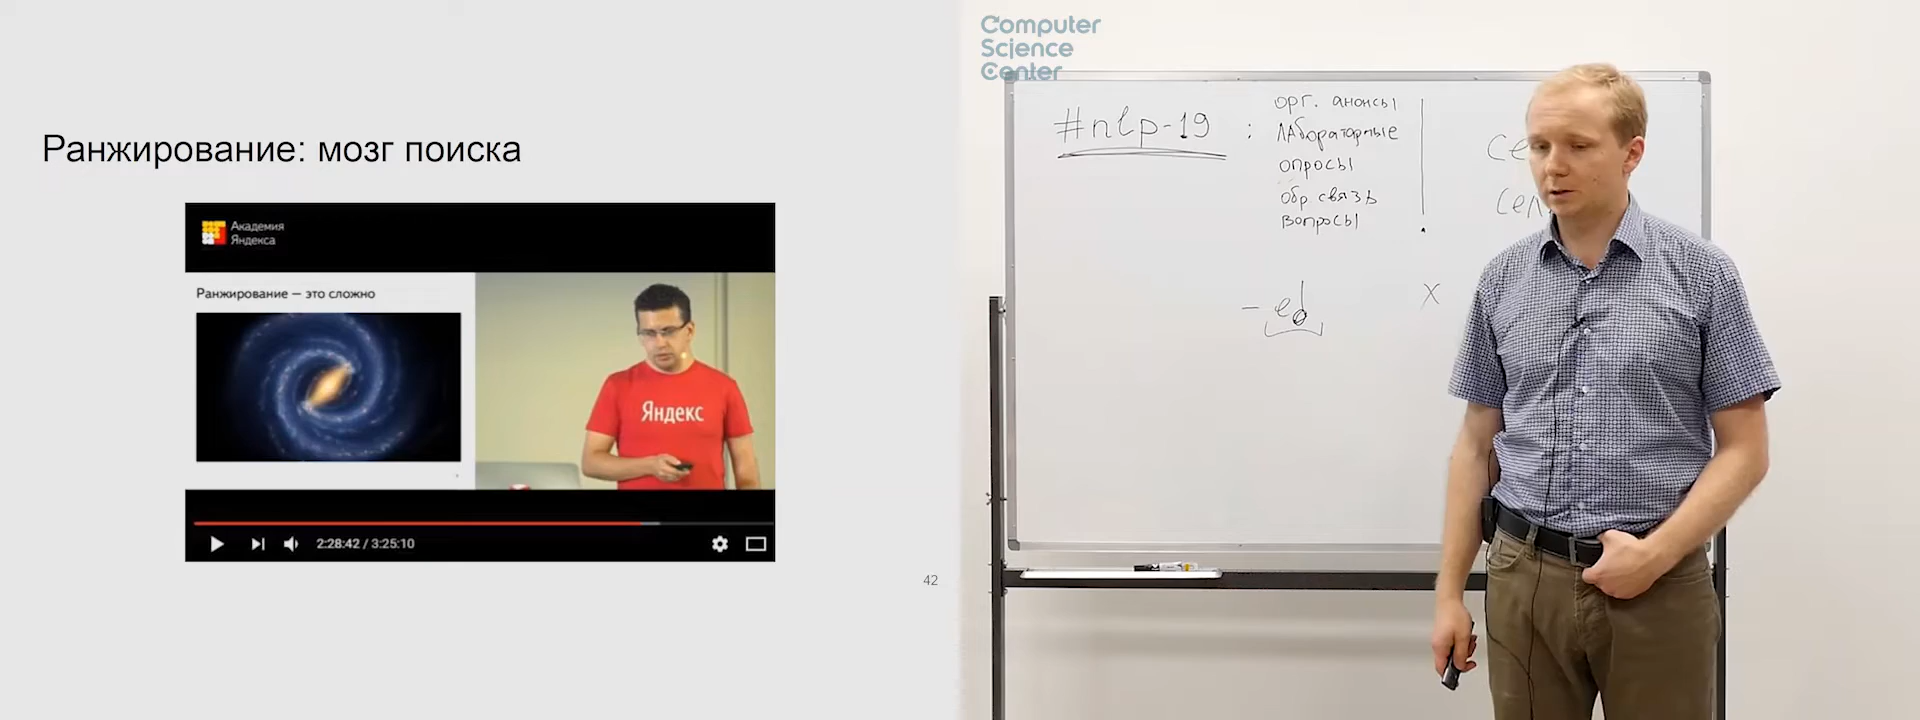 Ранжирование: мозг поиска
Академия
Яндекса
Ранжирование — это сложно
Яндекс
2:28:42 / 3:25:10
42
Computer
Science
Center
#nlp-19 :
орг. анонсы
лабораторные
опросы
обр связь
вопросы
- ed
X